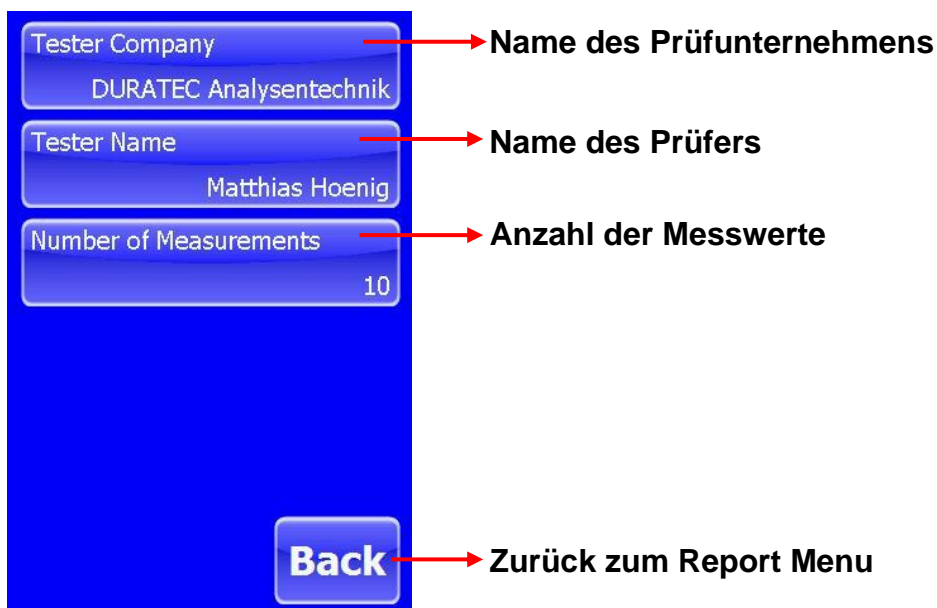 Tester Company
Name des Prüfunternehmens
DURATEC Analysentechnik
Tester Name
Name des Prüfers
Matthias Hoenig
Number of Measurements
Anzahl der Messwerte
10
Back
Zurück zum Report Menu